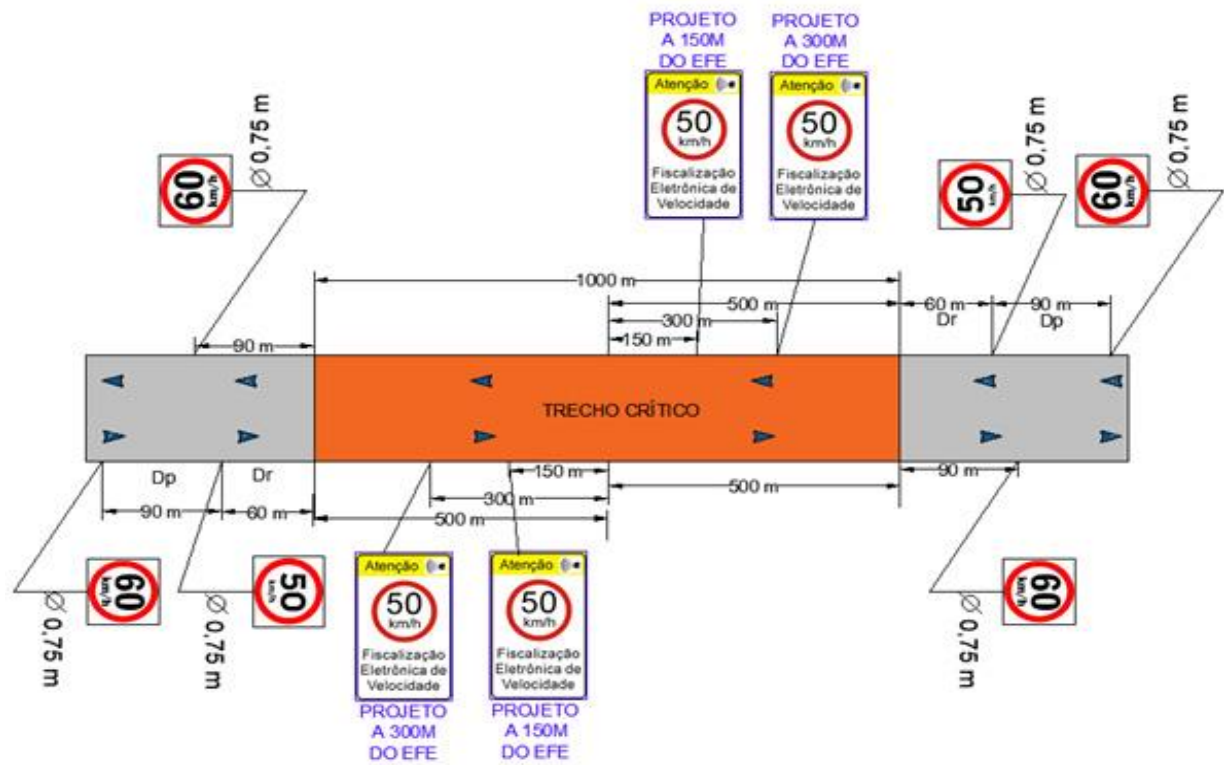 PROJETO
A 150M
DO EFE
PROJETO
A 300M
DO EFE
Atenção
50
km/h
Fiscalização
Eletrônica de
Velocidade
Atenção
50
km/h
Fiscalização
Eletrônica de
Velocidade
60
km/h
Ø 0,75 m
50
km/h
Ø 0,75 m
60
km/h
Ø 0,75 m
1000 m
500 m
60 m
90 m
Dr
Dp
300 m
150 m
90 m
TRECHO CRÍTICO
Dp
Dr
90 m
60 m
150 m
300 m
500 m
500 m
90 m
60
km/h
Ø 0,75 m
50
km/h
Ø 0,75 m
Atenção
50
km/h
Fiscalização
Eletrônica de
Velocidade
PROJETO
A 300M
DO EFE
Atenção
50
km/h
Fiscalização
Eletrônica de
Velocidade
PROJETO
A 150M
DO EFE
60
km/h
Ø 0,75 m